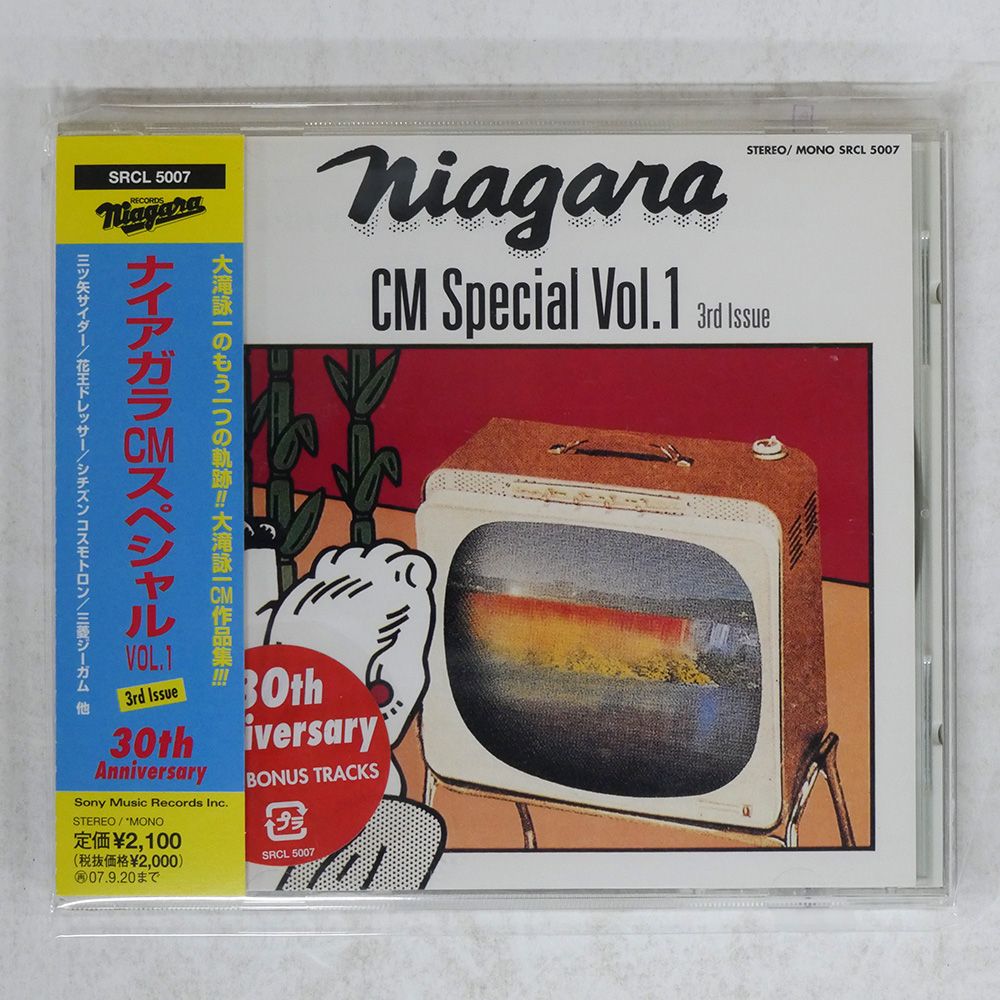 SRCL 5007
RECORDS
Niagara
大滝詠一のもう一つの軌跡!! 大滝詠一CM作品集!!!
ナイアガラCMスペシャル VOL.1
3rd Issue
三ツ矢サイダー/花王ドレッサー/シチズン コスモトロン/三菱ジーガム 他
30th
Anniversary
Sony Music Records Inc.
STEREO / *MONO
定価¥2,100
(税抜価格¥2,000)
再07.9.20まで
STEREO/ MONO SRCL 5007
Niagara
CM Special Vol.1 3rd Issue
30th
iversary
BONUS TRACKS
プラ
SRCL 5007